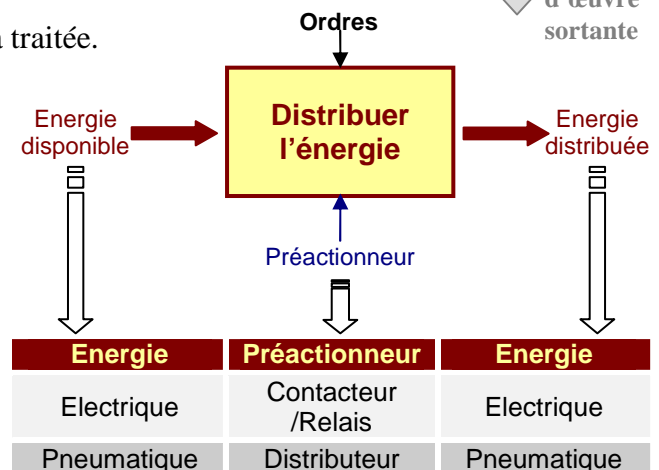 d'œuvre
sortante
traitée.
Ordres
Energie
disponible
Distribuer
l'énergie
Energie
distribuée
Préactionneur
Energie Préactionneur Energie
Electrique Contacteur
/Relais Electrique
Pneumatique Distributeur Pneumatique